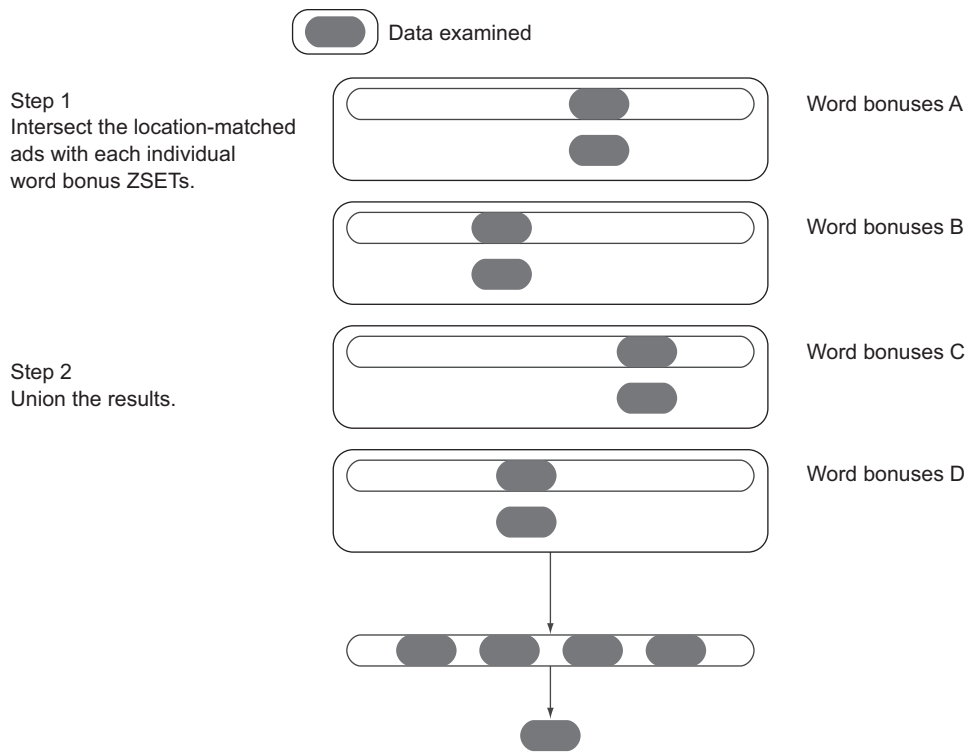 Data examined
Step 1
Intersect the location-matched
ads with each individual
word bonus ZSETs.
Word bonuses A
Word bonuses B
Step 2
Union the results.
Word bonuses C
Word bonuses D